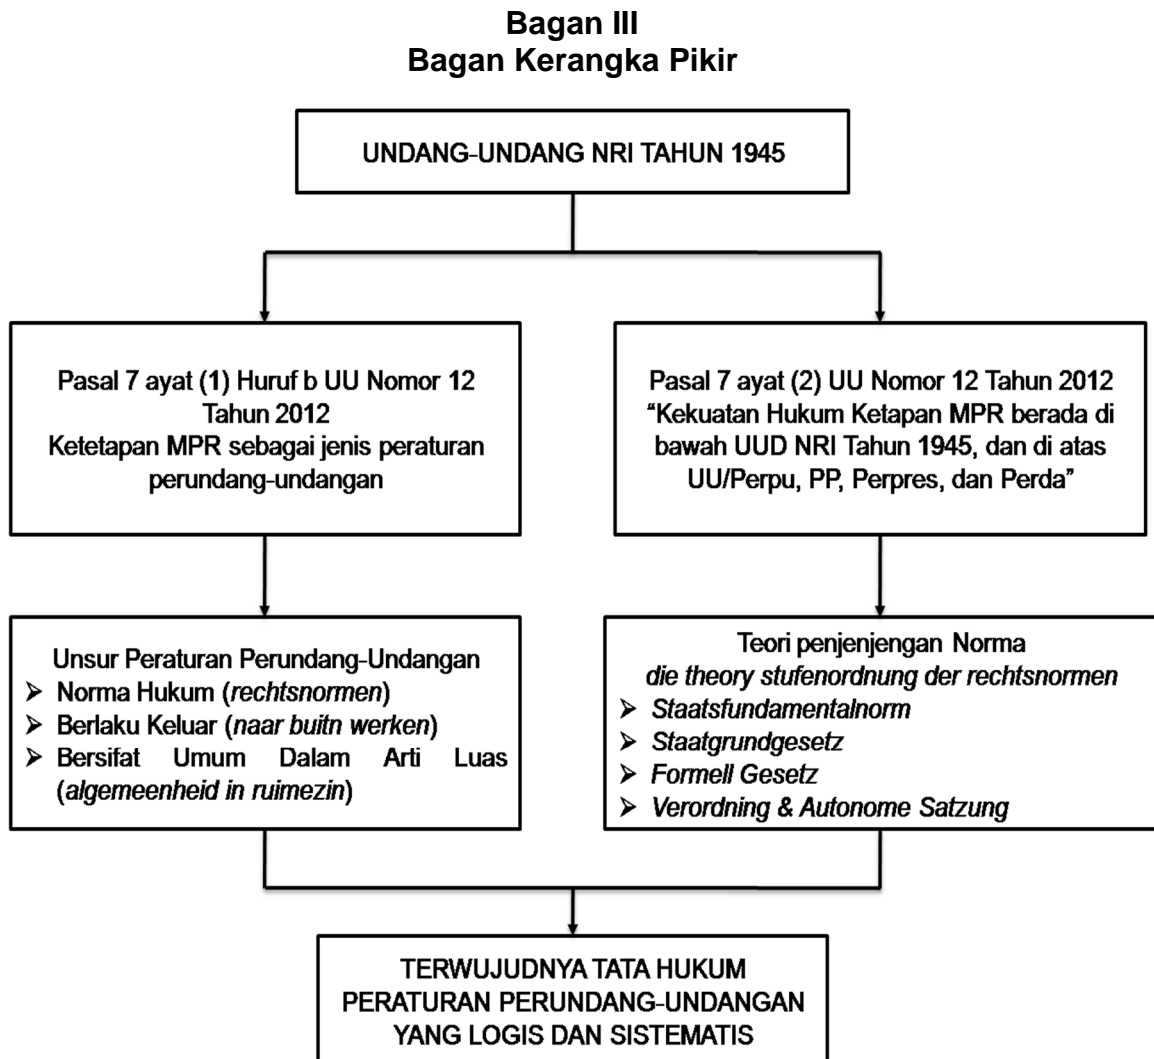 Bagan III
Bagan Kerangka Pikir
UNDANG-UNDANG NRI TAHUN 1945
Pasal 7 ayat (1) Huruf b UU Nomor 12
Tahun 2012
Ketetapan MPR sebagai jenis peraturan
perundang-undangan
Pasal 7 ayat (2) UU Nomor 12 Tahun 2012
“Kekuatan Hukum Ketapan MPR berada di
bawah UUD NRI Tahun 1945, dan di atas
UU/Perpu, PP, Perpres, dan Perda”
Unsur Peraturan Perundang-Undangan
➢ Norma Hukum (rechtsnormen)
➢ Berlaku Keluar (naar buitn werken)
➢ Bersifat Umum Dalam Arti Luas
(algemeenheid in ruimezin)
Teori penjenjengan Norma
die theory stufenordnung der rechtsnormen
➢ Staatsfundamentalnorm
➢ Staatgrundgesetz
➢ Formell Gesetz
➢ Verordning & Autonome Satzung
TERWUJUDNYA TATA HUKUM
PERATURAN PERUNDANG-UNDANGAN
YANG LOGIS DAN SISTEMATIS